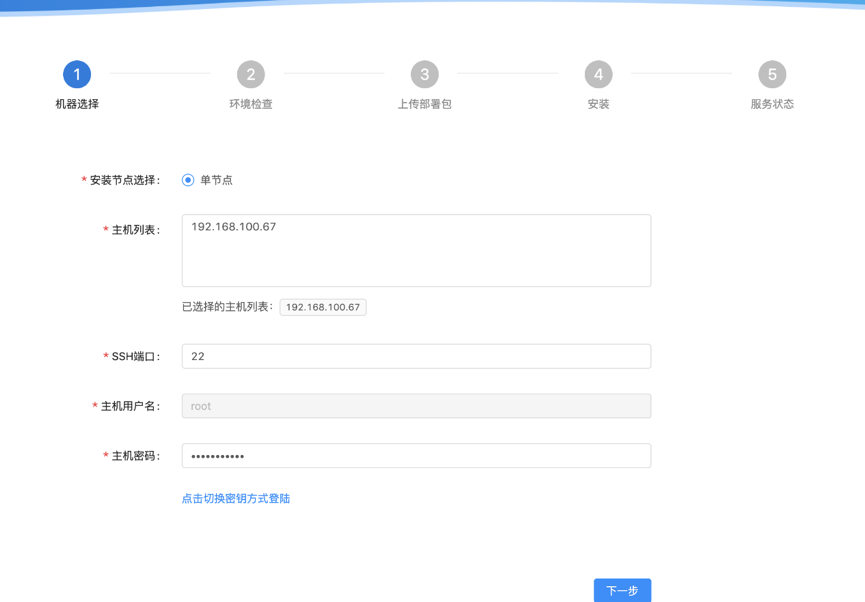 1
2
3
4
5
机器选择
环境检查
上传部署包
安装
服务状态
* 安装节点选择: 单节点
* 主机列表: 192.168.100.67
已选择的主机列表: 192.168.100.67
* SSH端口: 22
* 主机用户名: root
* 主机密码: •••••••••••
点击切换密钥方式登陆
下一步